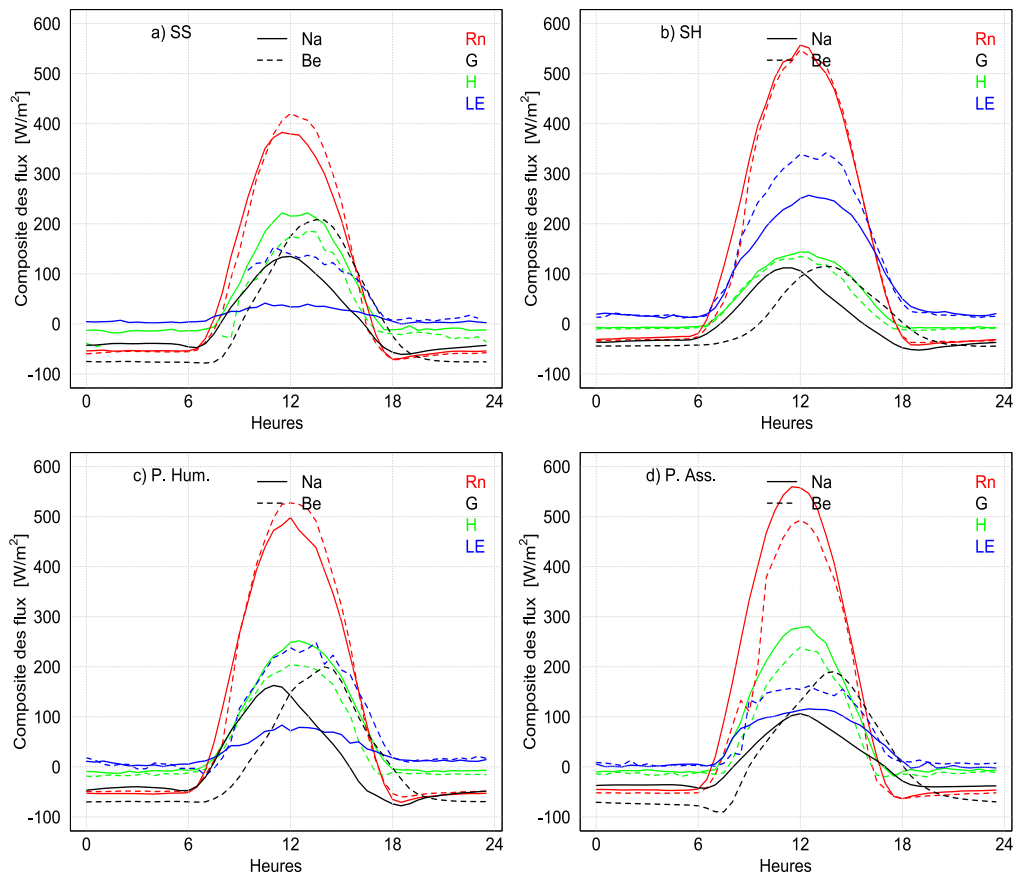 a) SS
Na
Be
Rn
G
H
LE
600
500
400
300
200
100
0
-100
Composite des flux [W/m²]
0 6 12 18 24
Heures
b) SH
Na
Be
Rn
G
H
LE
600
500
400
300
200
100
0
-100
Composite des flux [W/m²]
0 6 12 18 24
Heures
c) P. Hum.
Na
Be
Rn
G
H
LE
600
500
400
300
200
100
0
-100
Composite des flux [W/m²]
0 6 12 18 24
Heures
d) P. Ass.
Na
Be
Rn
G
H
LE
600
500
400
300
200
100
0
-100
Composite des flux [W/m²]
0 6 12 18 24
Heures